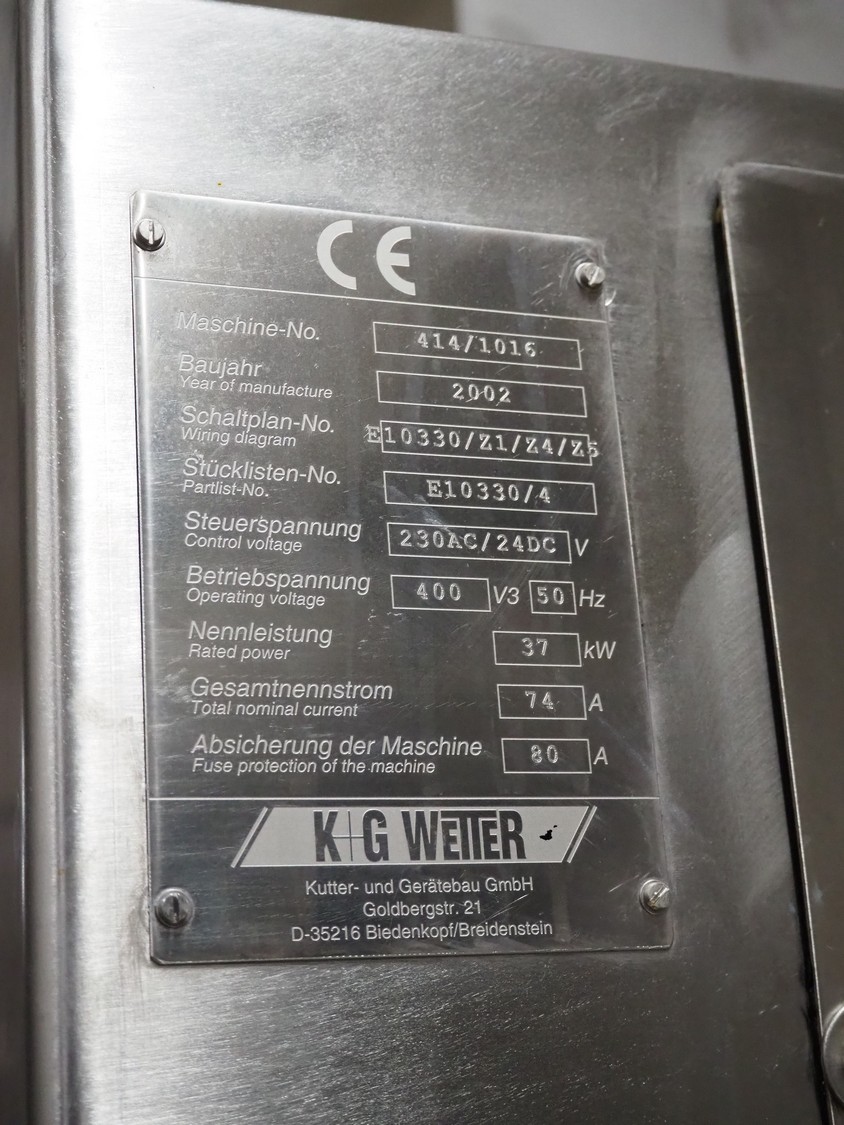 CE
Maschine-No. 414/1016
Baujahr 2002
Year of manufacture
Schaltplan-No. E10330/Z1/Z4/Z5
Wiring diagram
Stücklisten-No. E10330/4
Partlist-No.
Steuerspannung 230AC/24DC V
Control voltage
Betriebspannung 400 V3 50 Hz
Operating voltage
Nennleistung 37 kW
Rated power
Gesamtnennstrom 74 A
Total nominal current
Absicherung der Maschine 80 A
Fuse protection of the machine
K+G WETTER
Kutter- und Gerätebau GmbH
Goldbergstr. 21
D-35216 Biedenkopf/Breidenstein